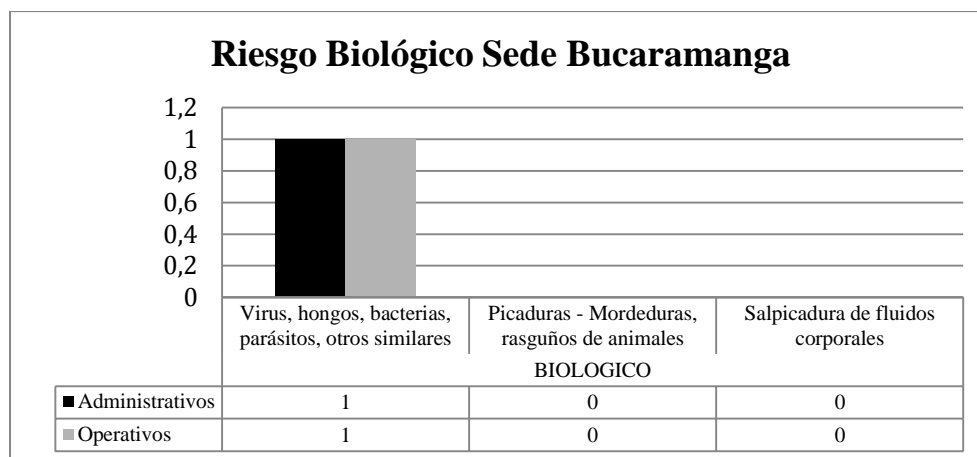 Riesgo Biológico Sede Bucaramanga
1,2
1
0,8
0,6
0,4
0,2
0
Virus, hongos, bacterias, parásitos, otros similares
Picaduras - Mordeduras, rasguños de animales
Salpicadura de fluidos corporales
BIOLOGICO
Administrativos 1 0 0
Operativos 1 0 0